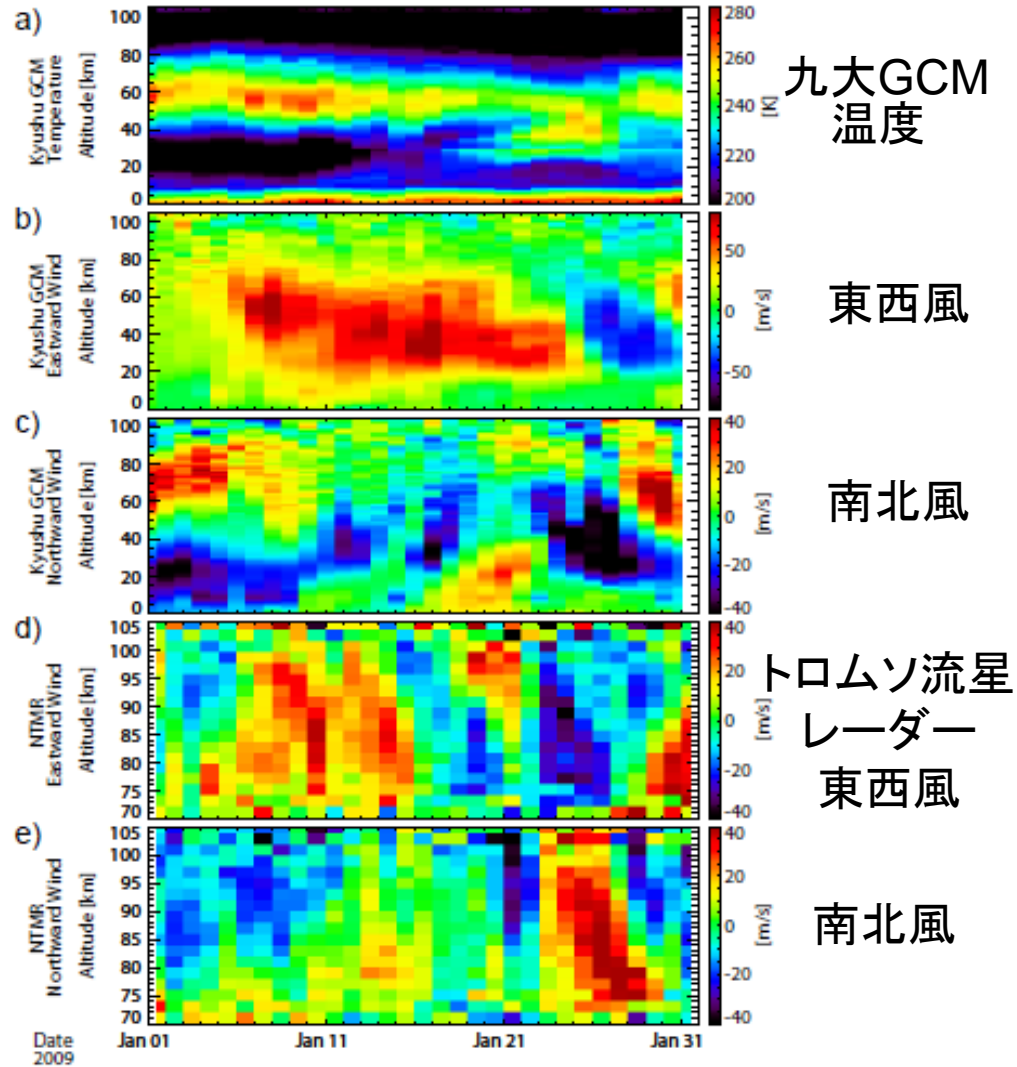 a)
Kyushu GCM
Temperature
Altitude [km]
100
80
60
40
20
0
280
260
240
220
200
[K]
九大GCM
温度
b)
Kyushu GCM
Eastward Wind
Altitude [km]
100
80
60
40
20
0
50
0
-50
[m/s]
東西風
c)
Kyushu GCM
Northward Wind
Altitude [km]
100
80
60
40
20
0
40
20
0
-20
-40
[m/s]
南北風
d)
NTMR
Eastward Wind
Altitude [km]
105
100
95
90
85
80
75
70
40
20
0
-20
-40
[m/s]
トロムソ流星
レーダー
東西風
e)
NTMR
Northward Wind
Altitude [km]
105
100
95
90
85
80
75
70
40
20
0
-20
-40
[m/s]
南北風
Date
2009
Jan 01
Jan 11
Jan 21
Jan 31